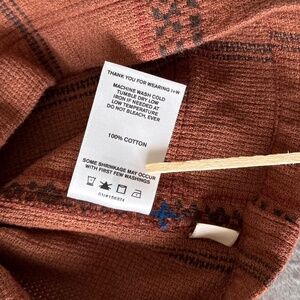 THANK YOU FOR WEARING I+W
MACHINE WASH COLD
TUMBLE DRY LOW
IRON IF NEEDED AT
LOW TEMPERATURE
DO NOT BLEACH, EVER
100% COTTON
SOME SHRINKAGE MAY OCCUR
WITH FIRST FEW WASHINGS